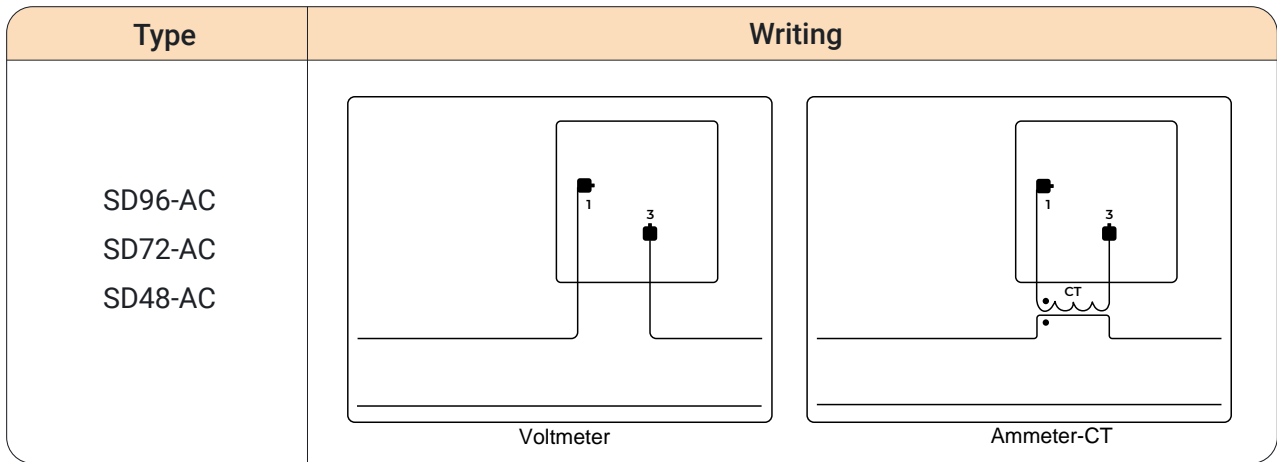 Type
Writing
SD96-AC
SD72-AC
SD48-AC
1
3
Voltmeter
1
3
CT
Ammeter-CT